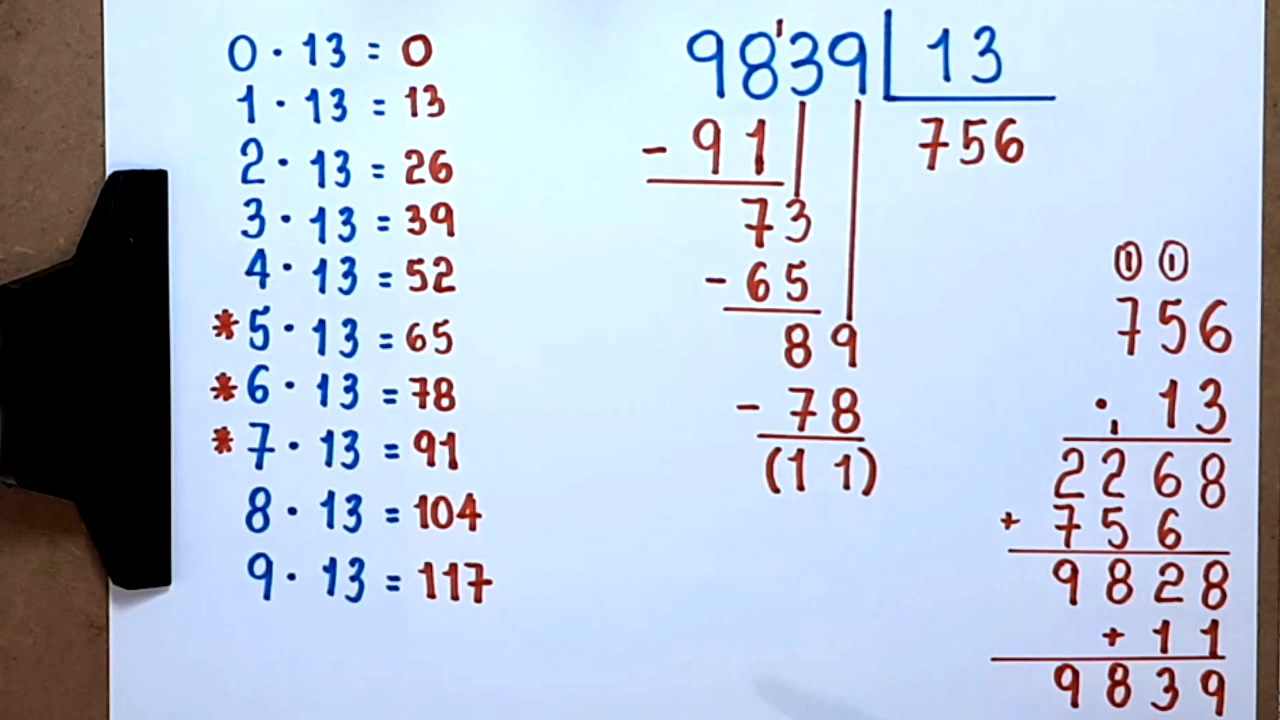 0 · 13 = 0
1 · 13 = 13
2 · 13 = 26
3 · 13 = 39
4 · 13 = 52
*5 · 13 = 65
*6 · 13 = 78
*7 · 13 = 91
8 · 13 = 104
9 · 13 = 117
98'39 | 13
- 91 756
73
- 65
89
- 78
(11)
1 1
756
· 13
2268
+ 756
9828
+ 11
9839